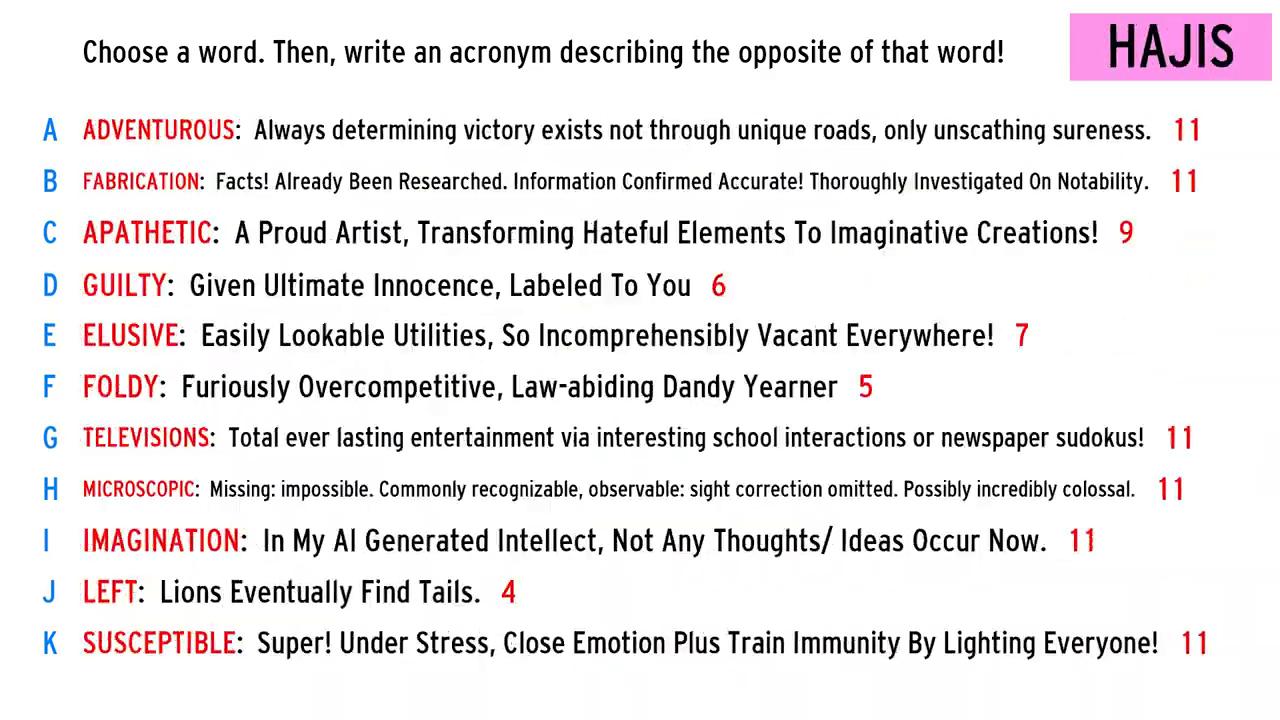 Choose a word. Then, write an acronym describing the opposite of that word!
HAJIS
A ADVENTUROUS: Always determining victory exists not through unique roads, only unscathing sureness. 11
B FABRICATION: Facts! Already Been Researched. Information Confirmed Accurate! Thoroughly Investigated On Notability. 11
C APATHETIC: A Proud Artist, Transforming Hateful Elements To Imaginative Creations! 9
D GUILTY: Given Ultimate Innocence, Labeled To You 6
E ELUSIVE: Easily Lookable Utilities, So Incomprehensibly Vacant Everywhere! 7
F FOLDY: Furiously Overcompetitive, Law-abiding Dandy Yearner 5
G TELEVISIONS: Total ever lasting entertainment via interesting school interactions or newspaper sudokus! 11
H MICROSCOPIC: Missing: impossible. Commonly recognizable, observable: sight correction omitted. Possibly incredibly colossal. 11
I IMAGINATION: In My AI Generated Intellect, Not Any Thoughts/ Ideas Occur Now. 11
J LEFT: Lions Eventually Find Tails. 4
K SUSCEPTIBLE: Super! Under Stress, Close Emotion Plus Train Immunity By Lighting Everyone! 11